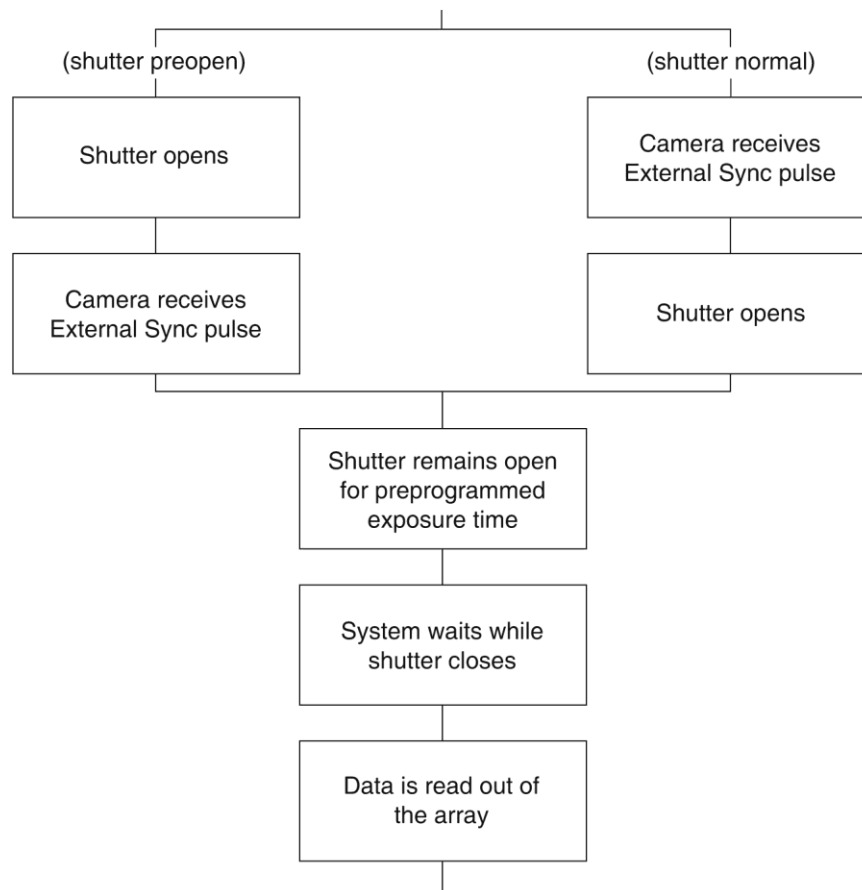 (shutter preopen)
(shutter normal)
Shutter opens
Camera receives
External Sync pulse
Camera receives
External Sync pulse
Shutter opens
Shutter remains open
for preprogrammed
exposure time
System waits while
shutter closes
Data is read out of
the array